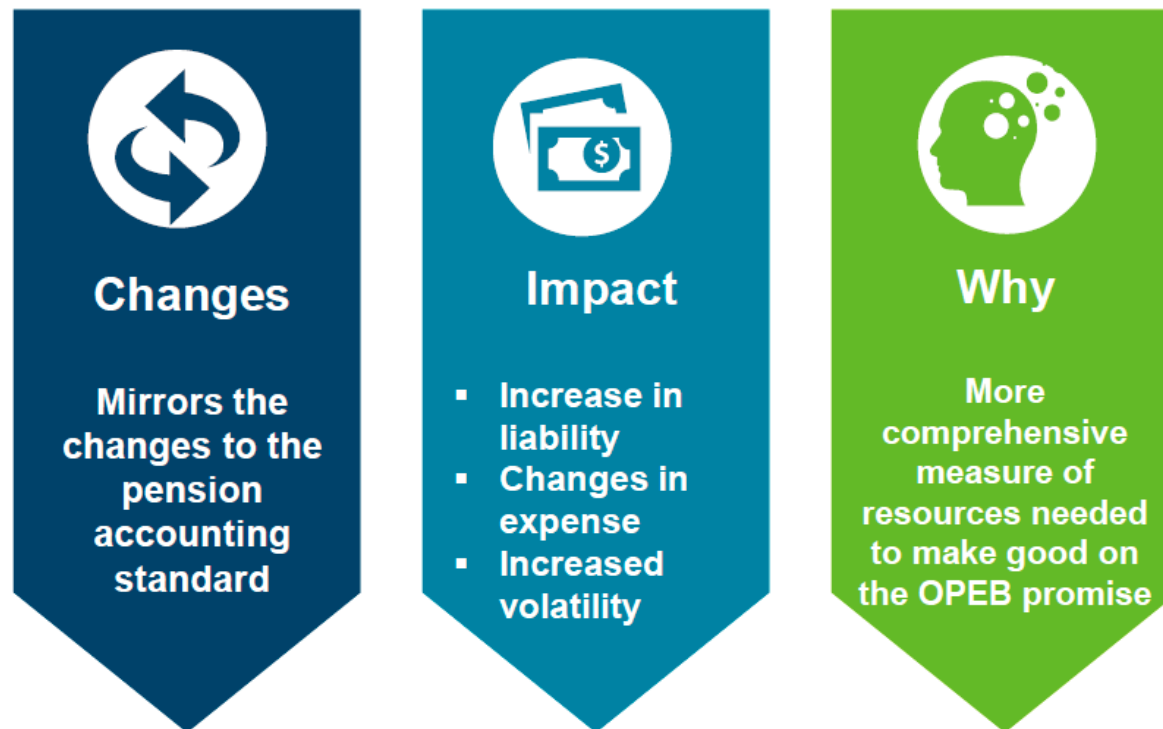 Changes
Mirrors the
changes to the
pension
accounting
standard
Impact
▪ Increase in
liability
▪ Changes in
expense
▪ Increased
volatility
Why
More
comprehensive
measure of
resources needed
to make good on
the OPEB promise